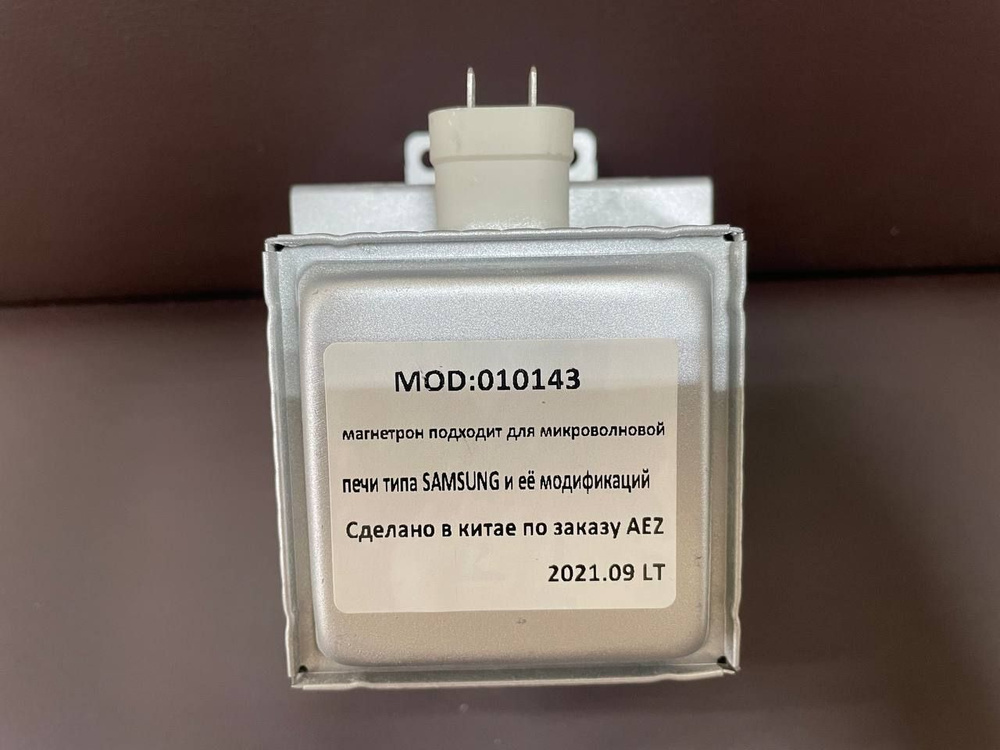 MOD:010143
магнетрон подходит для микроволновой
печи типа SAMSUNG и её модификаций
Сделано в китае по заказу AEZ
2021.09 LT